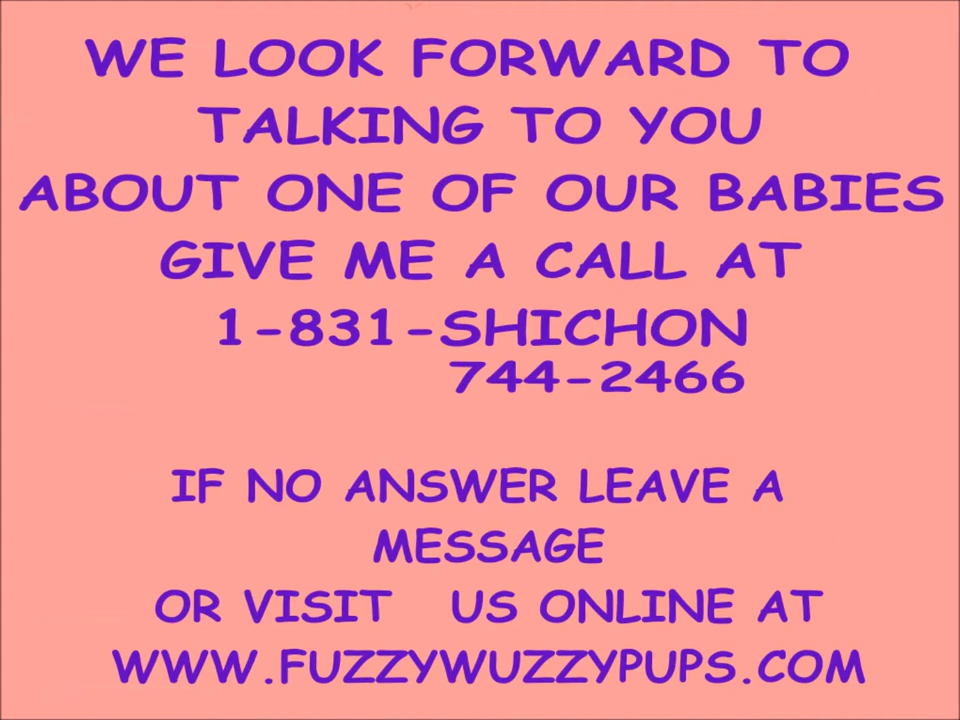 WE LOOK FORWARD TO
TALKING TO YOU
ABOUT ONE OF OUR BABIES
GIVE ME A CALL AT
1-831-SHICHON
744-2466
IF NO ANSWER LEAVE A
MESSAGE
OR VISIT US ONLINE AT
WWW.FUZZYWUZZYPUPS.COM